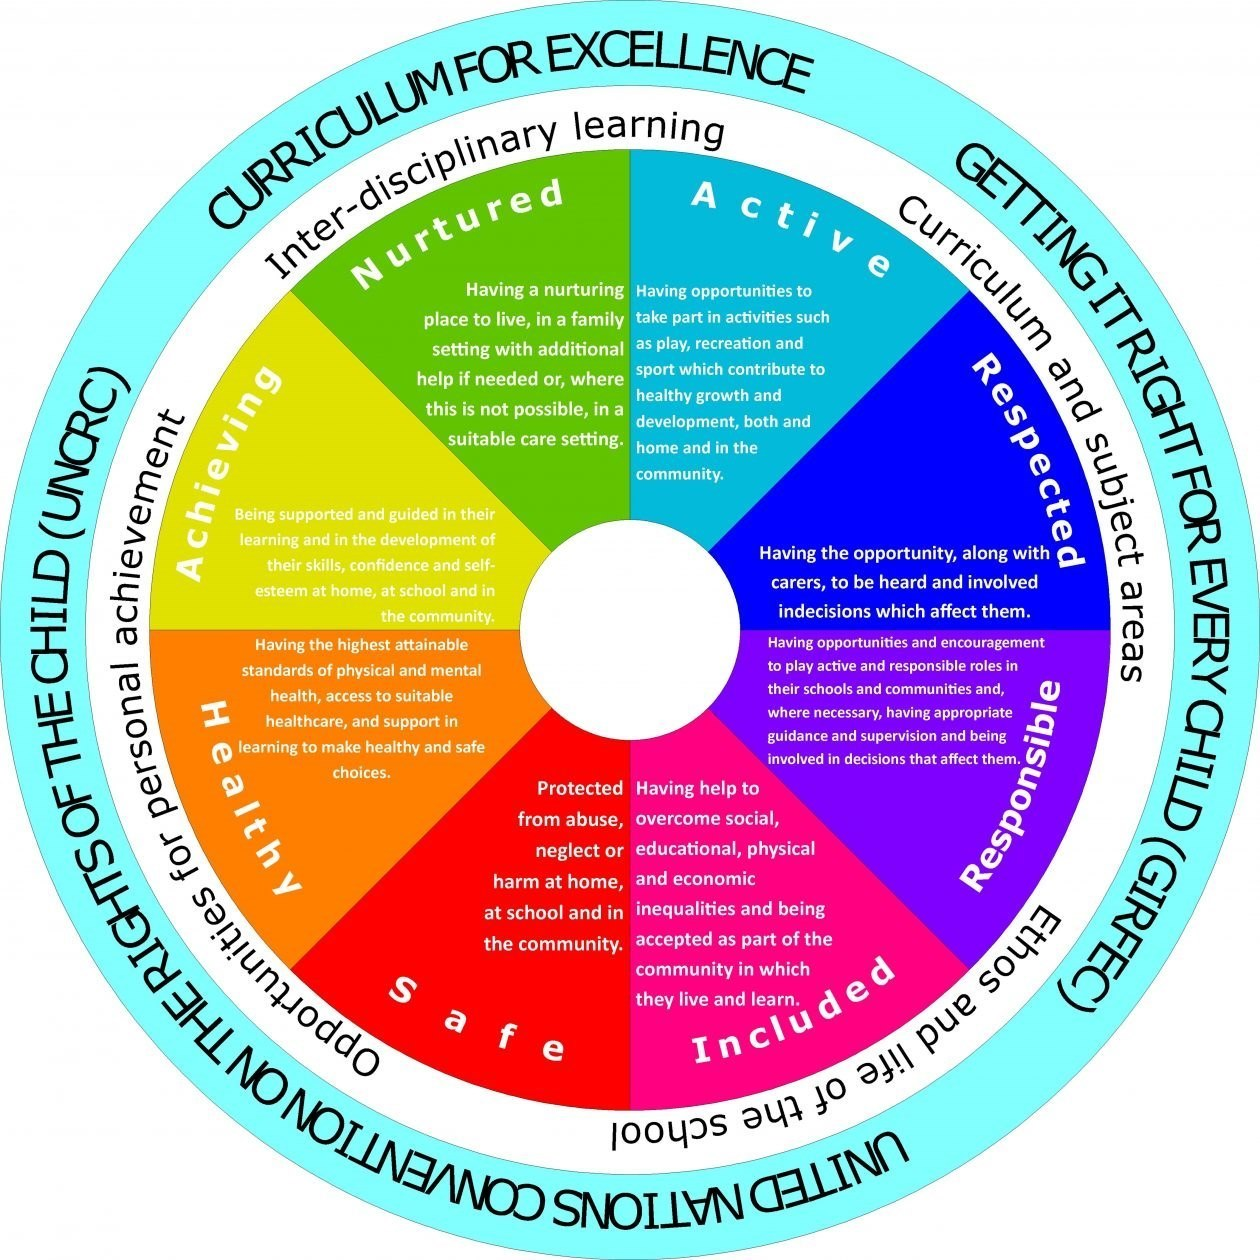 CURRICULUM FOR EXCELLENCE
GETTING IT RIGHT FOR EVERY CHILD (GIRFEC)
UNITED NATIONS CONVENTION ON THE RIGHTS OF THE CHILD (UNCRC)
Inter-disciplinary learning
Curriculum and subject areas
Ethos and life of the school
Opportunities for personal achievement
Nurtured
Having a nurturing
place to live, in a family
setting with additional
help if needed or, where
this is not possible, in a
suitable care setting.
Active
Having opportunities to
take part in activities such
as play, recreation and
sport which contribute to
healthy growth and
development, both and
home and in the
community.
Respected
Having the opportunity, along with
carers, to be heard and involved
indecisions which affect them.
Responsible
Having opportunities and encouragement
to play active and responsible roles in
their schools and communities and,
where necessary, having appropriate
guidance and supervision and being
involved in decisions that affect them.
Included
Having help to
overcome social,
educational, physical
and economic
inequalities and being
accepted as part of the
community in which
they live and learn.
Safe
Protected
from abuse,
neglect or
harm at home,
at school and in
the community.
Healthy
Having the highest attainable
standards of physical and mental
health, access to suitable
healthcare, and support in
learning to make healthy and safe
choices.
Achieving
Being supported and guided in their
learning and in the development of
their skills, confidence and self-
esteem at home, at school and in
the community.